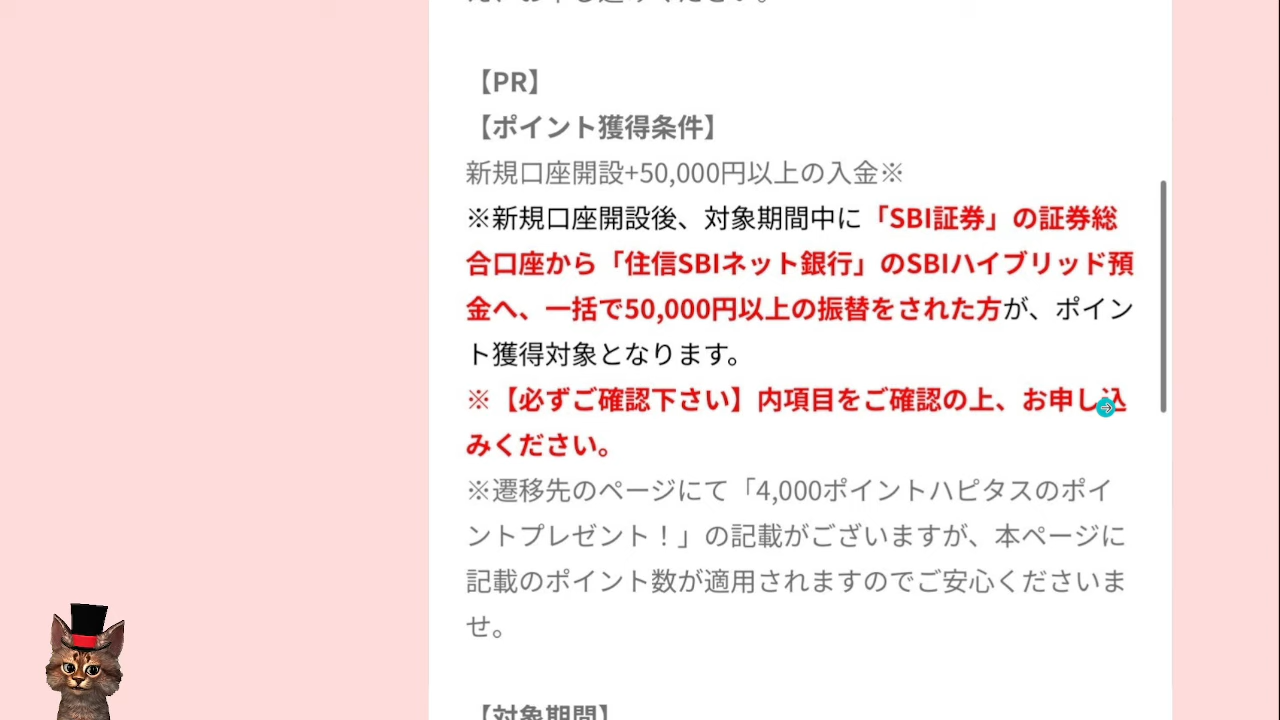 【PR】
【ポイント獲得条件】
新規口座開設+50,000円以上の入金※
※新規口座開設後、対象期間中に「SBI証券」の証券総
合口座から「住信SBIネット銀行」のSBIハイブリッド預
金へ、一括で50,000円以上の振替をされた方が、ポイン
ト獲得対象となります。
※【必ずご確認下さい】内項目をご確認の上、お申し込
みください。
※遷移先のページにて「4,000ポイントハピタスのポイ
ントプレゼント！」の記載がございますが、本ページに
記載のポイント数が適用されますのでご安心くださいま
せ。
【対象期間】